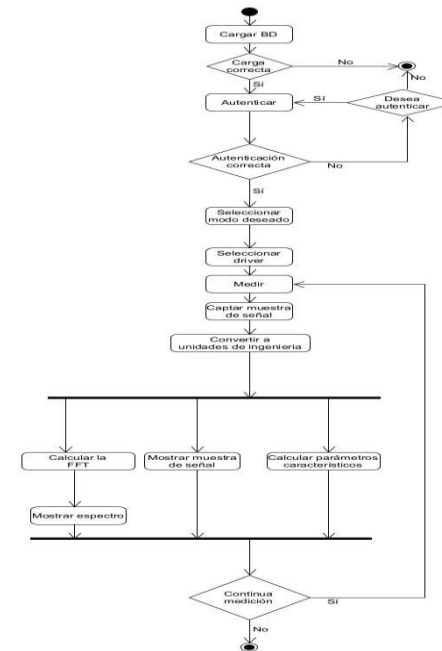 Cargar BD
Carga
correcta
No
Sí
Autenticar
Sí
Desea
autenticar
No
Autenticación
correcta
No
Sí
Seleccionar
modo deseado
Seleccionar
driver
Medir
Captar muestra
de señal
Convertir a
unidades de ingenieria
Calcular la
FFT
Mostrar muestra
de señal
Calcular parámetros
característicos
Mostrar espectro
Continua
medición
Sí
No